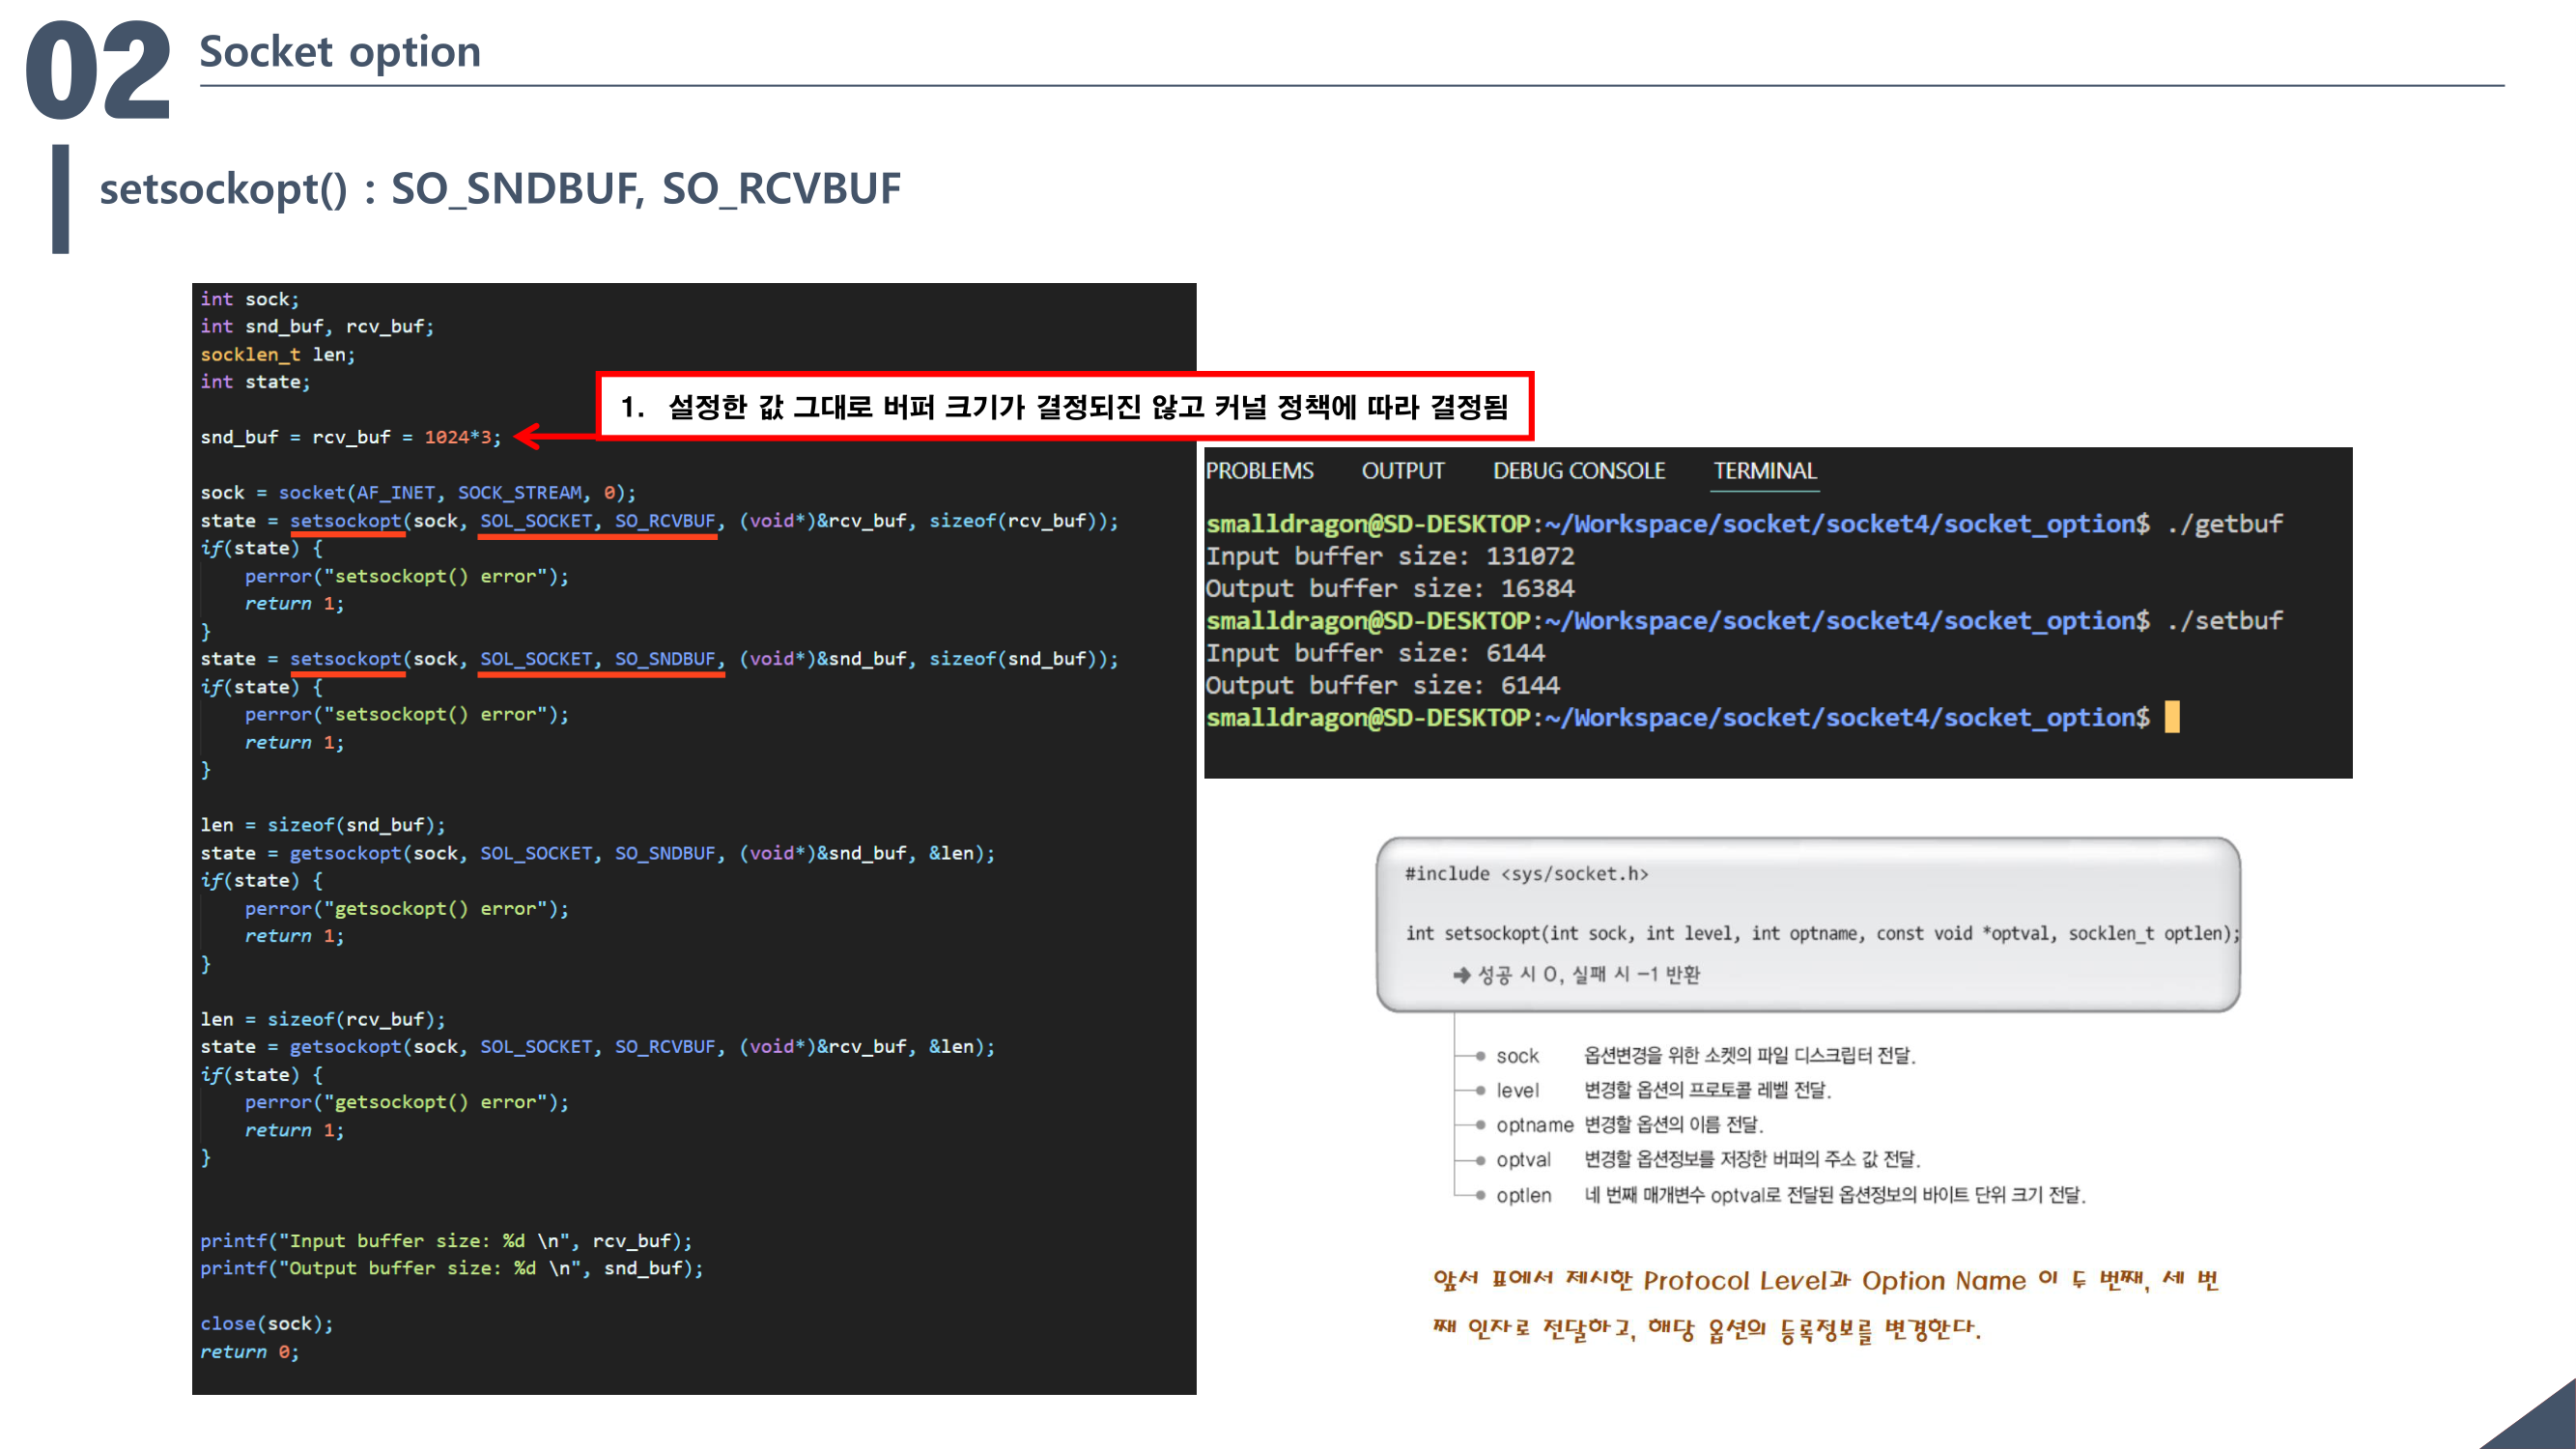 02
Socket option
setsockopt() : SO_SNDBUF, SO_RCVBUF
int sock;
int snd_buf, rcv_buf;
socklen_t len;
int state;
1. 설정한 값 그대로 버퍼 크기가 결정되진 않고 커널 정책에 따라 결정됨
snd_buf = rcv_buf = 1024*3;
sock = socket(AF_INET, SOCK_STREAM, 0);
state = setsockopt(sock, SOL_SOCKET, SO_RCVBUF, (void*)&rcv_buf, sizeof(rcv_buf));
if(state) {
perror("setsockopt() error");
return 1;
}
state = setsockopt(sock, SOL_SOCKET, SO_SNDBUF, (void*)&snd_buf, sizeof(snd_buf));
if(state) {
perror("setsockopt() error");
return 1;
}
len = sizeof(snd_buf);
state = getsockopt(sock, SOL_SOCKET, SO_SNDBUF, (void*)&snd_buf, &len);
if(state) {
perror("getsockopt() error");
return 1;
}
len = sizeof(rcv_buf);
state = getsockopt(sock, SOL_SOCKET, SO_RCVBUF, (void*)&rcv_buf, &len);
if(state) {
perror("getsockopt() error");
return 1;
}
printf("Input buffer size: %d \n", rcv_buf);
printf("Output buffer size: %d \n", snd_buf);
close(sock);
return 0;
PROBLEMS OUTPUT DEBUG CONSOLE TERMINAL
smalldragon@SD-DESKTOP:~/Workspace/socket/socket4/socket_option$ ./getbuf
Input buffer size: 131072
Output buffer size: 16384
smalldragon@SD-DESKTOP:~/Workspace/socket/socket4/socket_option$ ./setbuf
Input buffer size: 6144
Output buffer size: 6144
smalldragon@SD-DESKTOP:~/Workspace/socket/socket4/socket_option$
#include <sys/socket.h>
int setsockopt(int sock, int level, int optname, const void *optval, socklen_t optlen);
➔ 성공 시 0, 실패 시 -1 반환
sock 옵션변경을 위한 소켓의 파일 디스크립터 전달.
level 변경할 옵션의 프로토콜 레벨 전달.
optname 변경할 옵션의 이름 전달.
optval 변경할 옵션정보를 저장한 버퍼의 주소 값 전달.
optlen 네 번째 매개변수 optval로 전달된 옵션정보의 바이트 단위 크기 전달.
앞서 표에서 제시한 Protocol Level과 Option Name 이 두 번째, 세 번
째 인자로 전달하고, 해당 옵션의 등록정보를 변경한다.